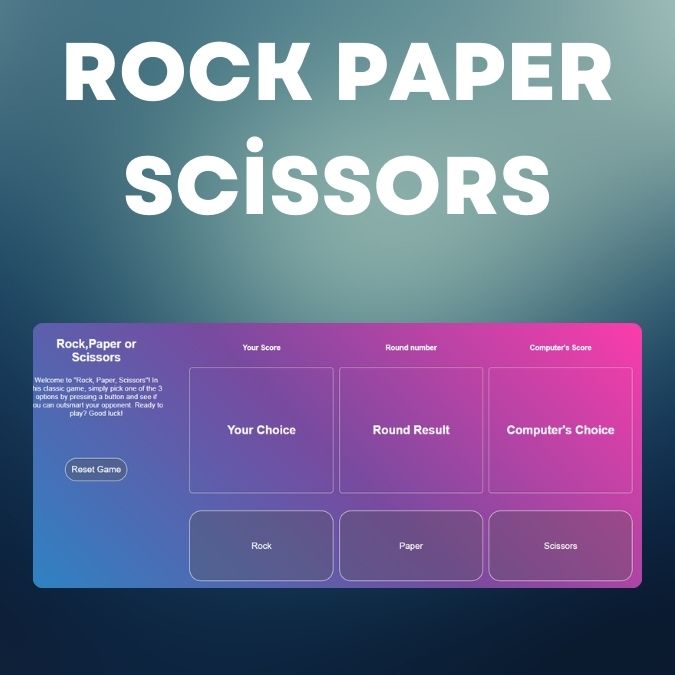 ROCK PAPER
SCİSSORS
Rock,Paper or
Scissors
Welcome to "Rock, Paper, Scissors"! In
his classic game, simply pick one of the 3
options by pressing a button and see if
ou can outsmart your opponent. Ready to
play? Good luck!
Reset Game
Your Score
Round number
Computer's Score
Your Choice
Round Result
Computer's Choice
Rock
Paper
Scissors